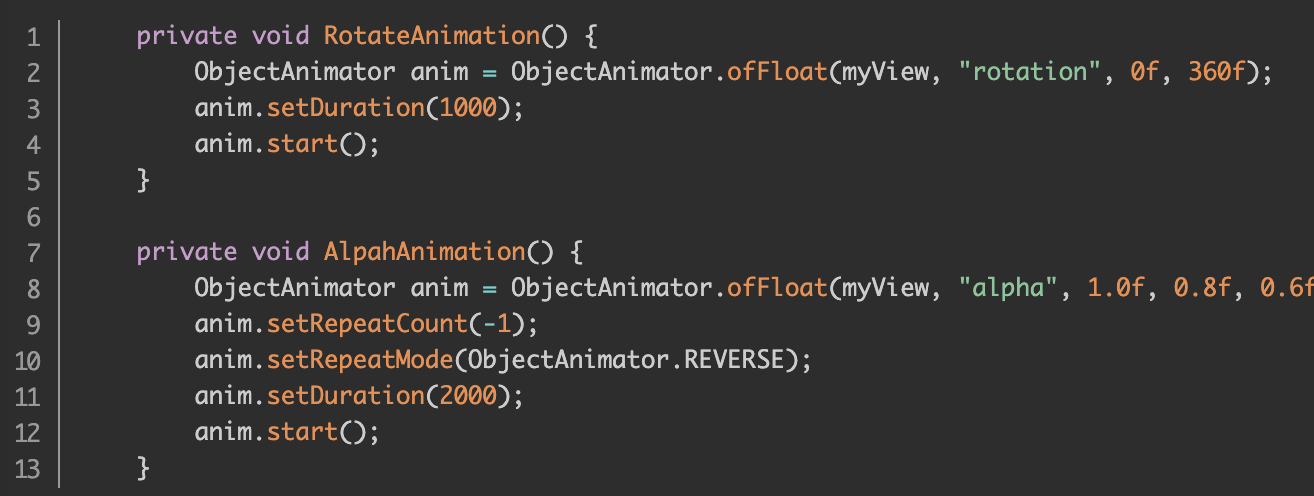 1 private void RotateAnimation() {
2 ObjectAnimator anim = ObjectAnimator.ofFloat(myView, "rotation", 0f, 360f);
3 anim.setDuration(1000);
4 anim.start();
5 }
6
7 private void AlpahAnimation() {
8 ObjectAnimator anim = ObjectAnimator.ofFloat(myView, "alpha", 1.0f, 0.8f, 0.6f
9 anim.setRepeatCount(-1);
10 anim.setRepeatMode(ObjectAnimator.REVERSE);
11 anim.setDuration(2000);
12 anim.start();
13 }